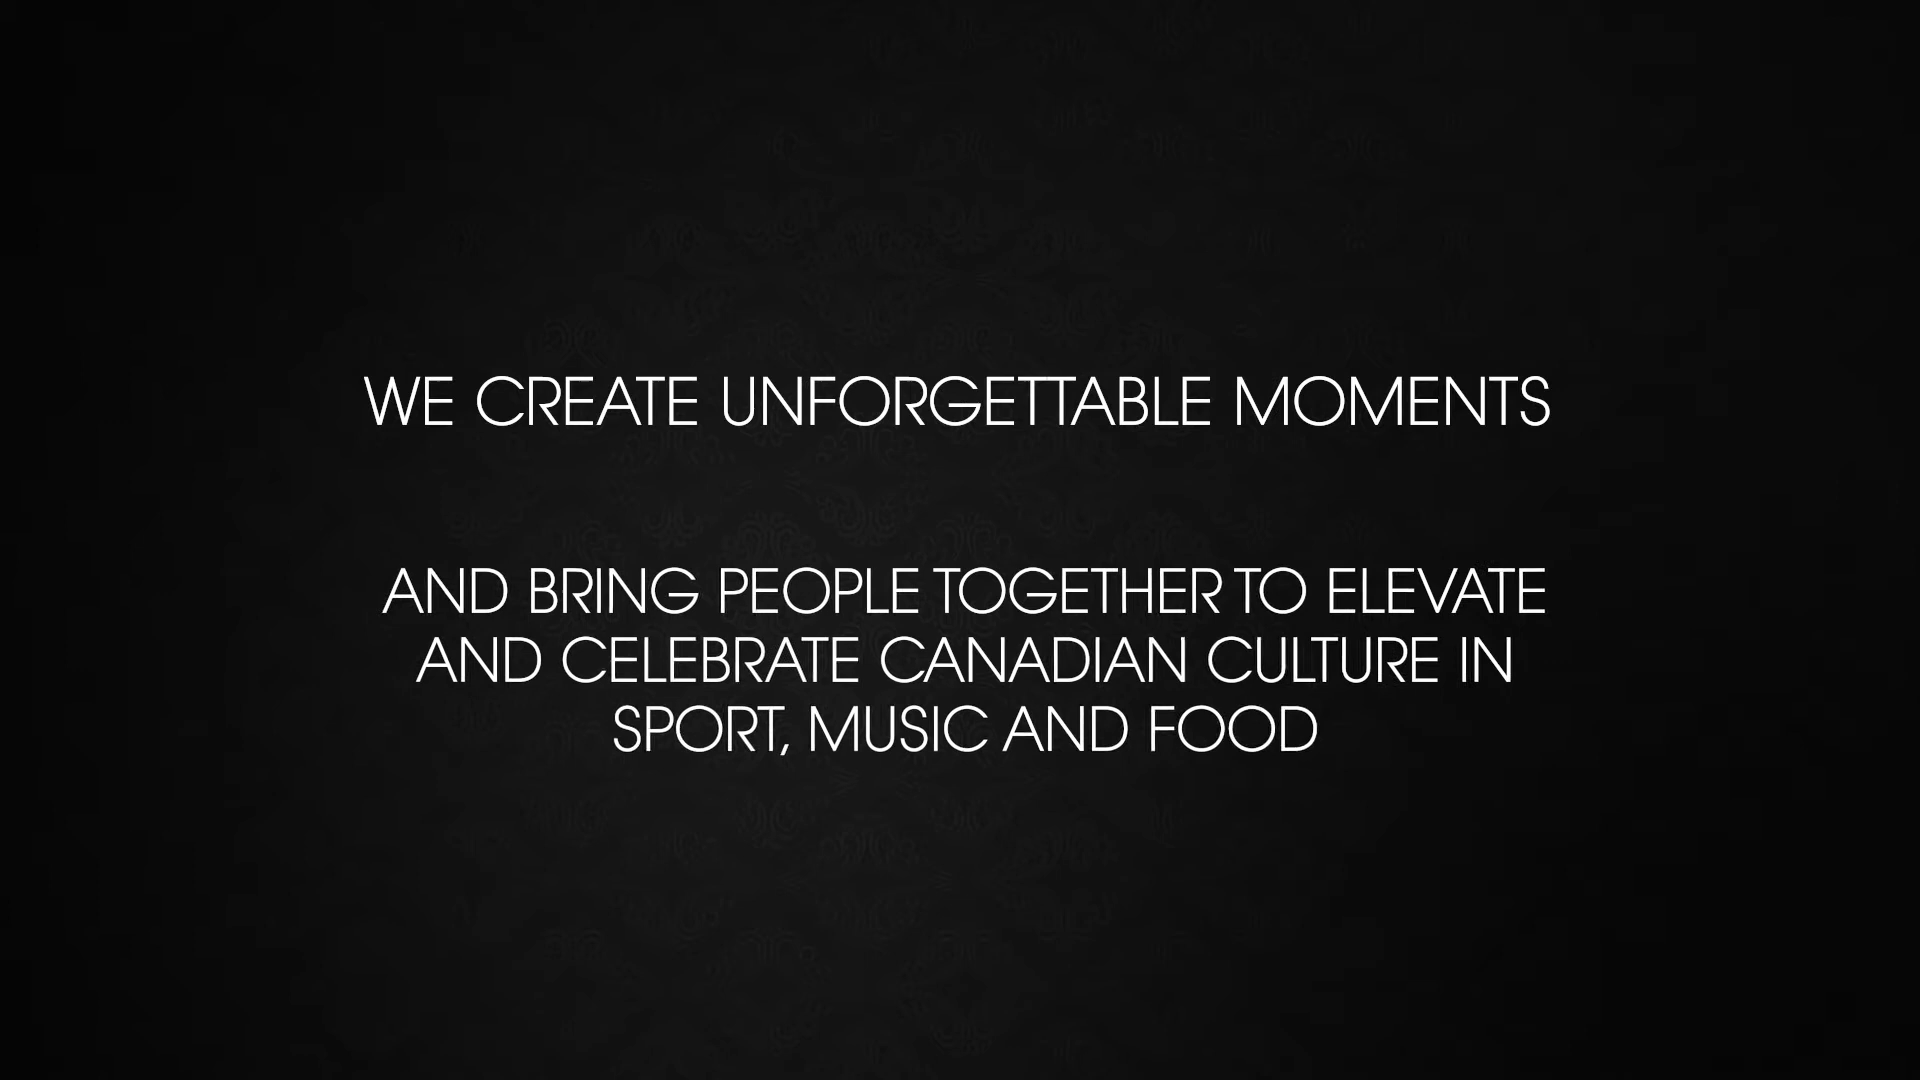 WE CREATE UNFORGETTABLE MOMENTS
AND BRING PEOPLE TOGETHER TO ELEVATE
AND CELEBRATE CANADIAN CULTURE IN
SPORT, MUSIC AND FOOD